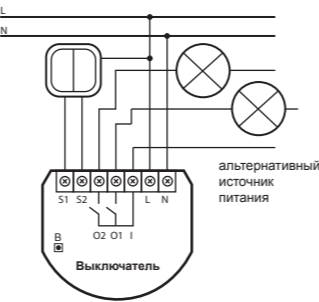 L
N
альтернативный
источник
питания
S1 S2 L N
O2 O1 I
B
Выключатель